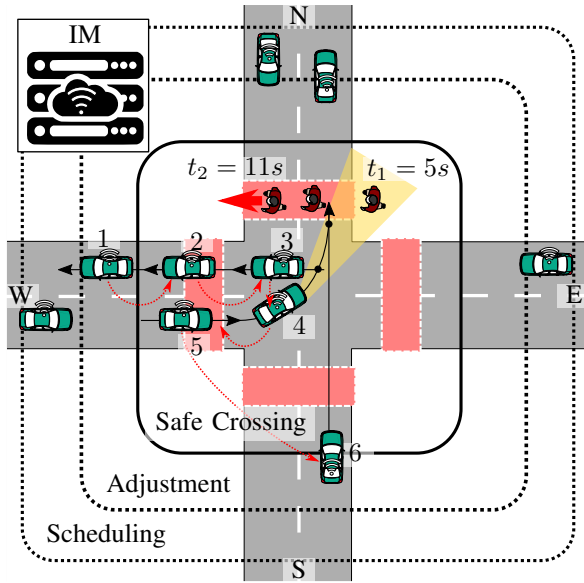 IM
N
t₂ = 11s
t₁ = 5s
1
2
3
W
E
4
5
Safe Crossing
6
Adjustment
Scheduling
S